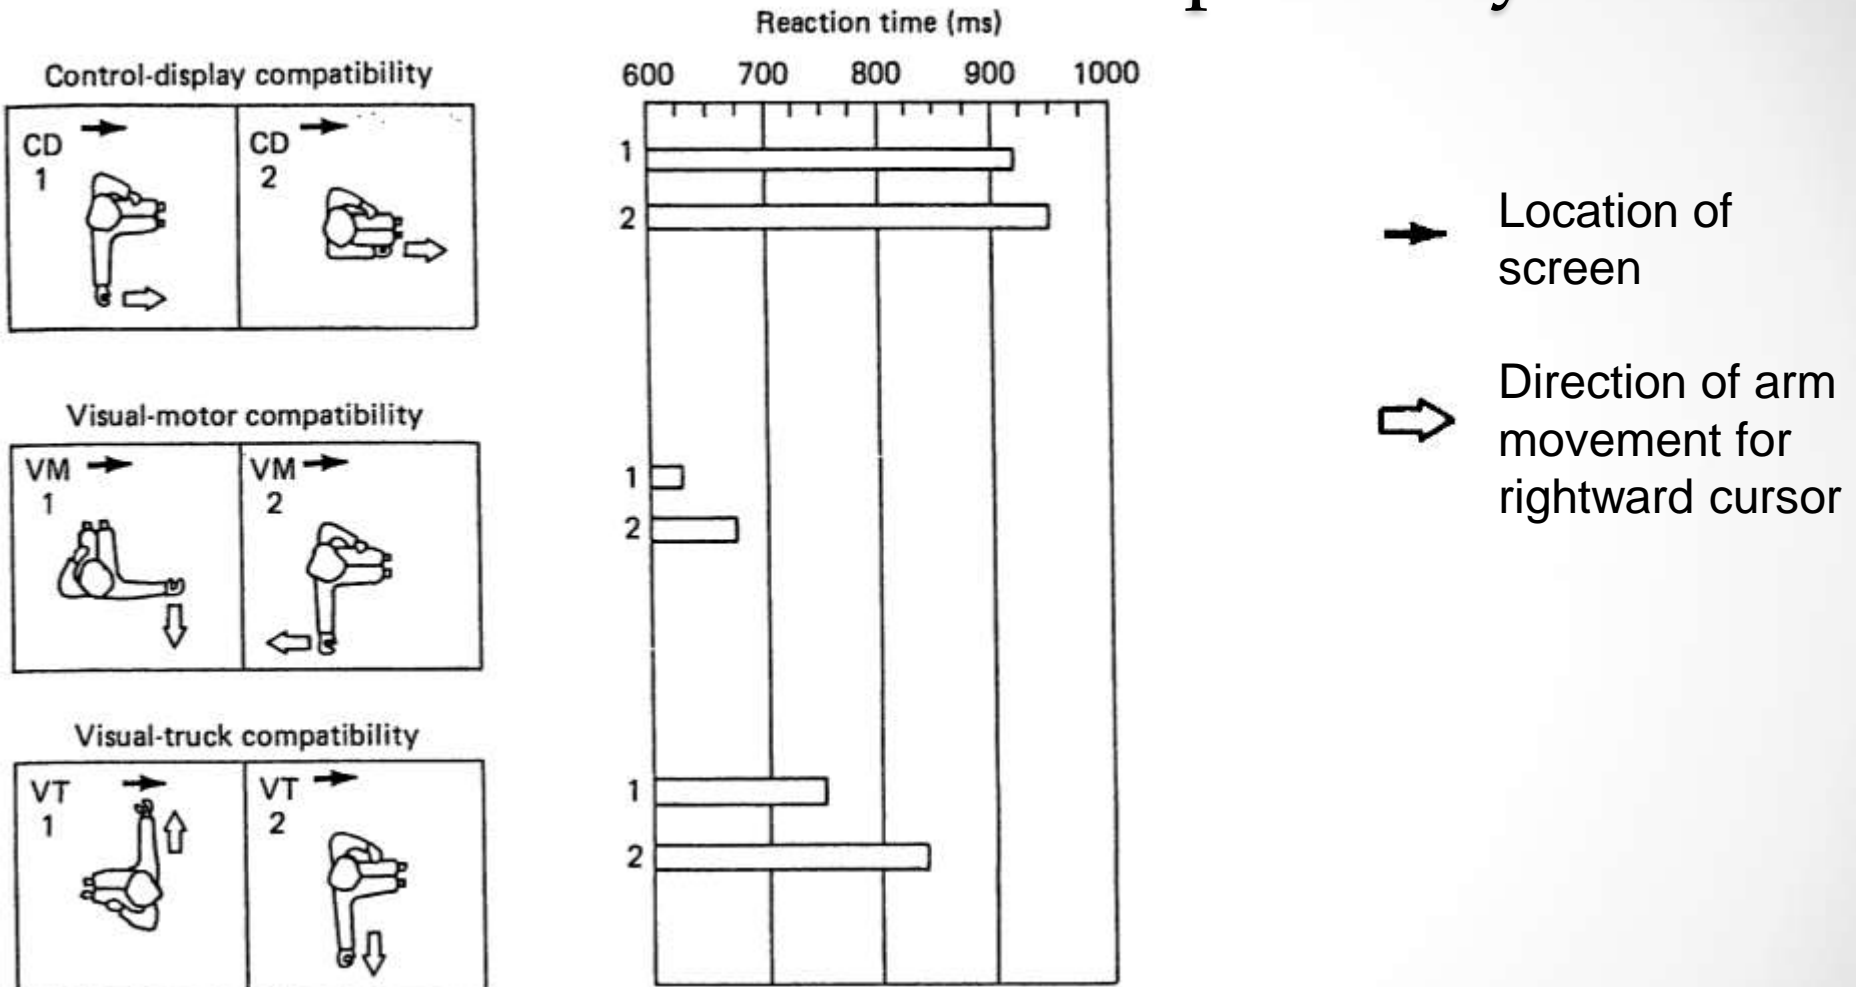 Reaction time (ms)
Control-display compatibility
600 700 800 900 1000
CD
1
CD
2
1
2
Location of
screen
Direction of arm
movement for
rightward cursor
Visual-motor compatibility
VM
1
VM
2
1
2
Visual-truck compatibility
VT
1
VT
2
1
2